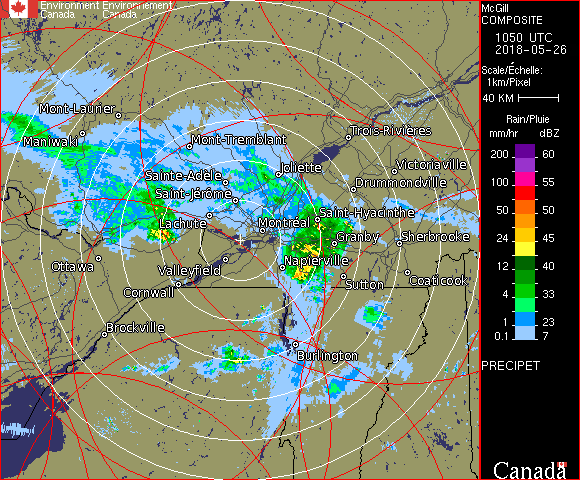 Environment Environnement
Canada Canada
McGill
COMPOSITE
1050 UTC
2018-05-26
Scale/Échelle:
1km/Pixel
40 KM
Rain/Pluie
mm/hr dBZ
200 60
100 55
50 50
24 45
12 40
4 33
1 23
0.1 7
PRECIPET
Canada
Mont-Laurier
Maniwaki
Mont-Tremblant
Trois-Rivières
Joliette
Victoriaville
Sainte-Adèle
Drummondville
Saint-Jérôme
Saint-Hyacinthe
Lachute
Montréal
Granby
Sherbrooke
Ottawa
Valleyfield
Napierville
Coaticook
Sutton
Cornwall
Brockville
Burlington